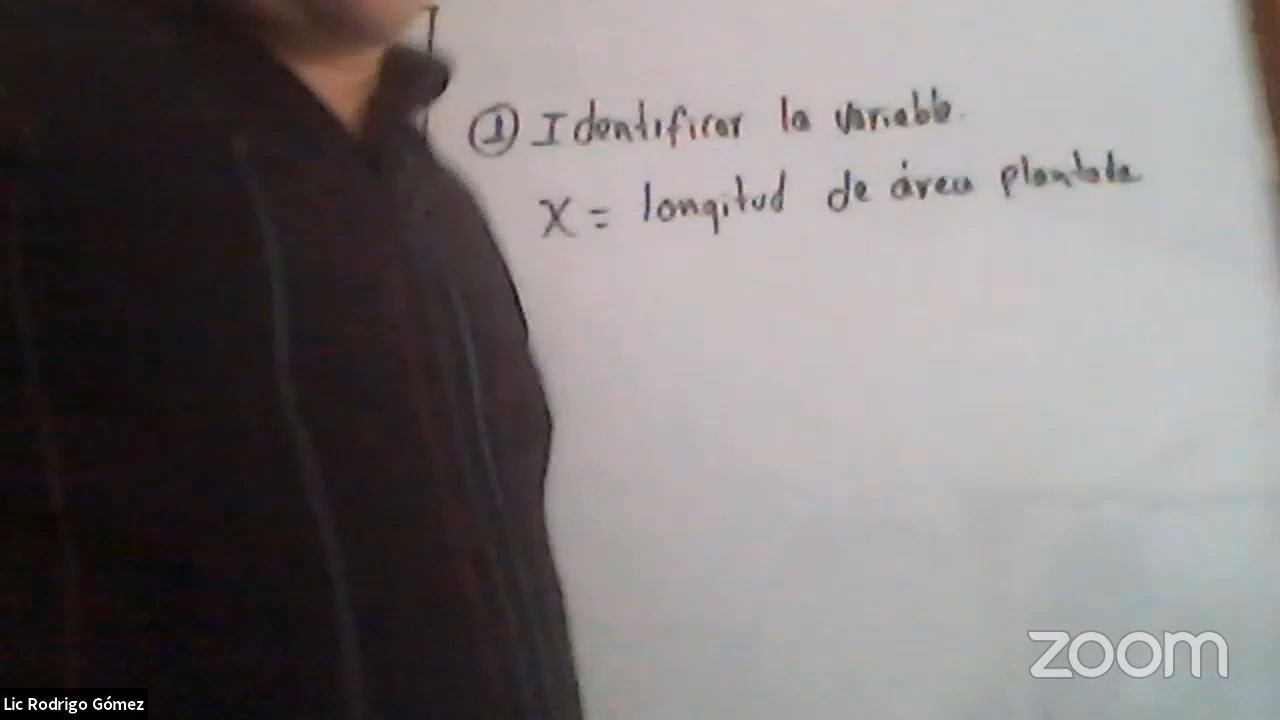 ① Identificar la variable.
X = longitud de área plantada
zoom
Lic Rodrigo Gómez